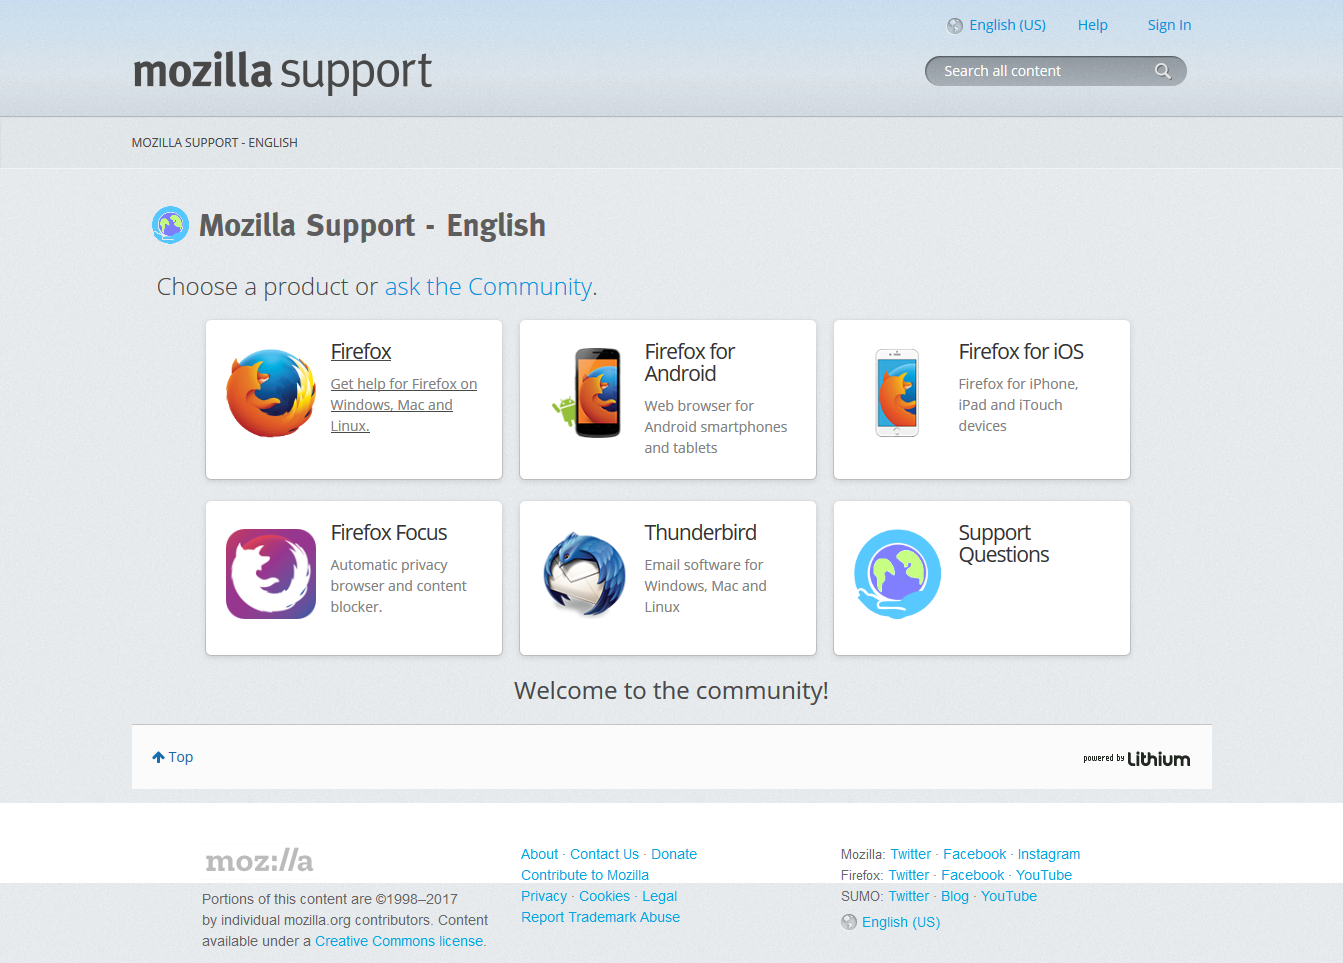 English (US) Help Sign In
mozilla support
Search all content
MOZILLA SUPPORT - ENGLISH
Mozilla Support - English
Choose a product or ask the Community.
Firefox
Get help for Firefox on
Windows, Mac and
Linux.
Firefox for
Android
Web browser for
Android smartphones
and tablets
Firefox for iOS
Firefox for iPhone,
iPad and iTouch
devices
Firefox Focus
Automatic privacy
browser and content
blocker.
Thunderbird
Email software for
Windows, Mac and
Linux
Support
Questions
Welcome to the community!
Top
powered by Lithium
moz://a
Portions of this content are ©1998–2017
by individual mozilla.org contributors. Content
available under a Creative Commons license.
About · Contact Us · Donate
Contribute to Mozilla
Privacy · Cookies · Legal
Report Trademark Abuse
Mozilla: Twitter · Facebook · Instagram
Firefox: Twitter · Facebook · YouTube
SUMO: Twitter · Blog · YouTube
English (US)